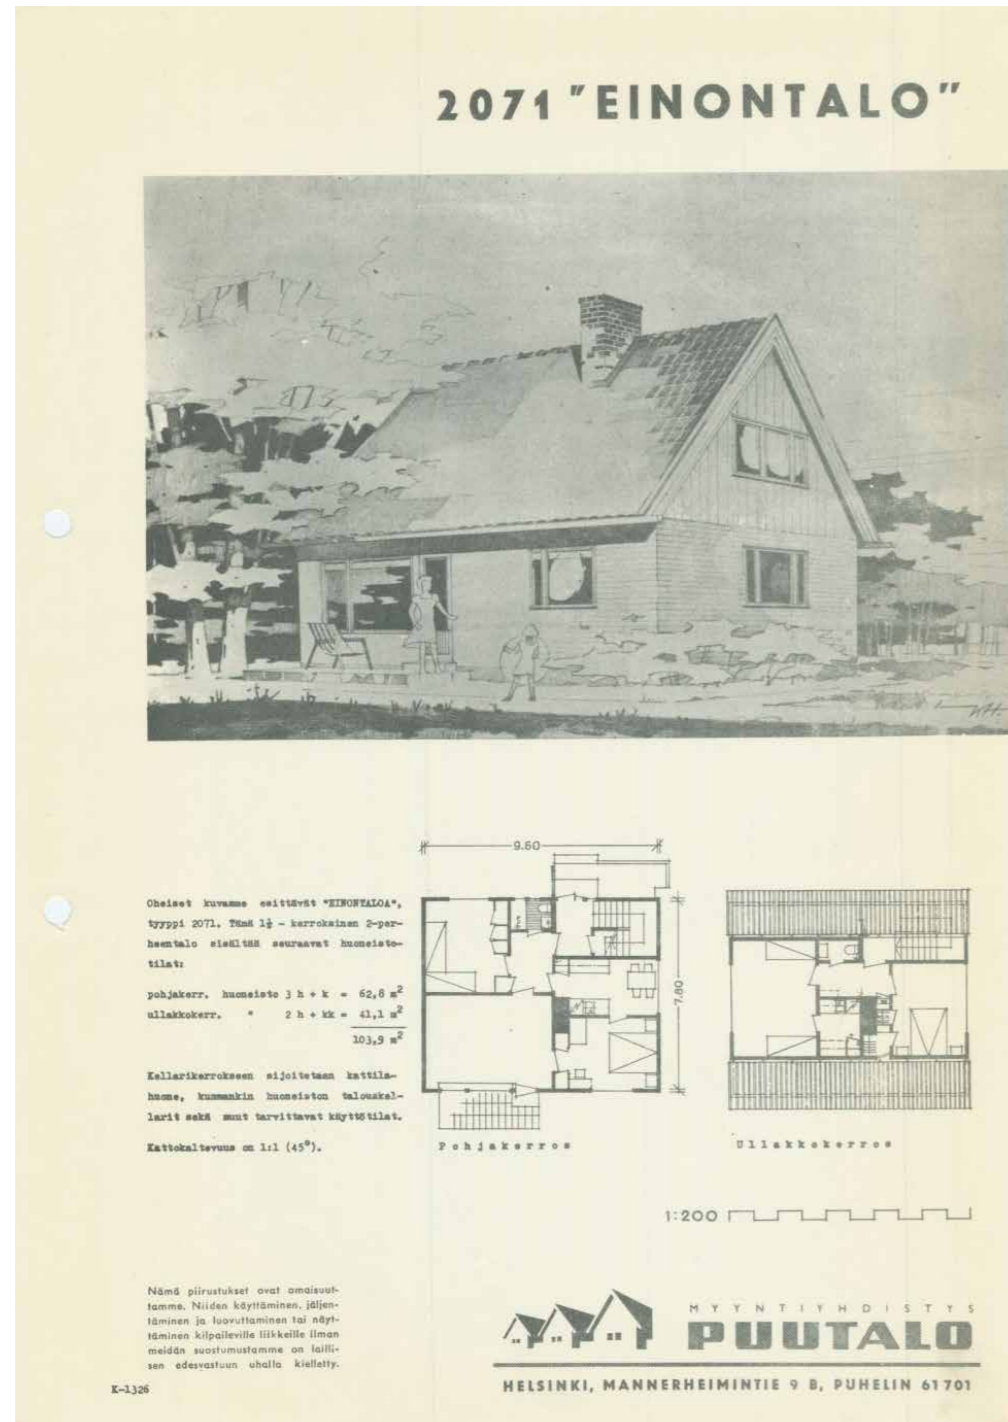 2071 "EINONTALO"
Oheiset kuvamme esittävät "EINONTALOA",
tyyppi 2071. Tämä 1½ - kerroksinen 2-per-
heentalo sisältää seuraavat huoneisto-
tilat:
pohjakerr. huoneisto 3 h + k = 62,8 m²
ullakkokerr. " 2 h + kk = 41,1 m²
103,9 m²
Kellarikerrokseen sijoitetaan kattila-
huone, kummankin huoneiston talouskel-
larit sekä muut tarvittavat käyttötilat.
Kattokaltevuus on 1:1 (45°).
9.60
7.80
Pohjakerros
Ullakkokerros
1:200
Nämä piirustukset ovat omaisuut-
tamme. Niiden käyttäminen, jäljen-
täminen ja luovuttaminen tai näyt-
täminen kilpaileville liikkeille ilman
meidän suostumustamme on lailli-
sen edesvastuun uhalla kielletty.
K-1326
MYYNTIYHDISTYS
PUUTALO
HELSINKI, MANNERHEIMINTIE 9 B, PUHELIN 61 701